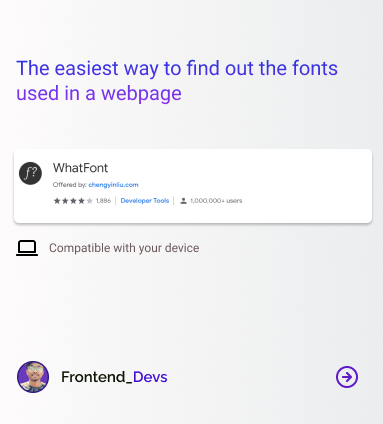 The easiest way to find out the fonts
used in a webpage
f?
WhatFont
Offered by: chengyinliu.com
1,886 Developer Tools 1,000,000+ users
Compatible with your device
Frontend_Devs